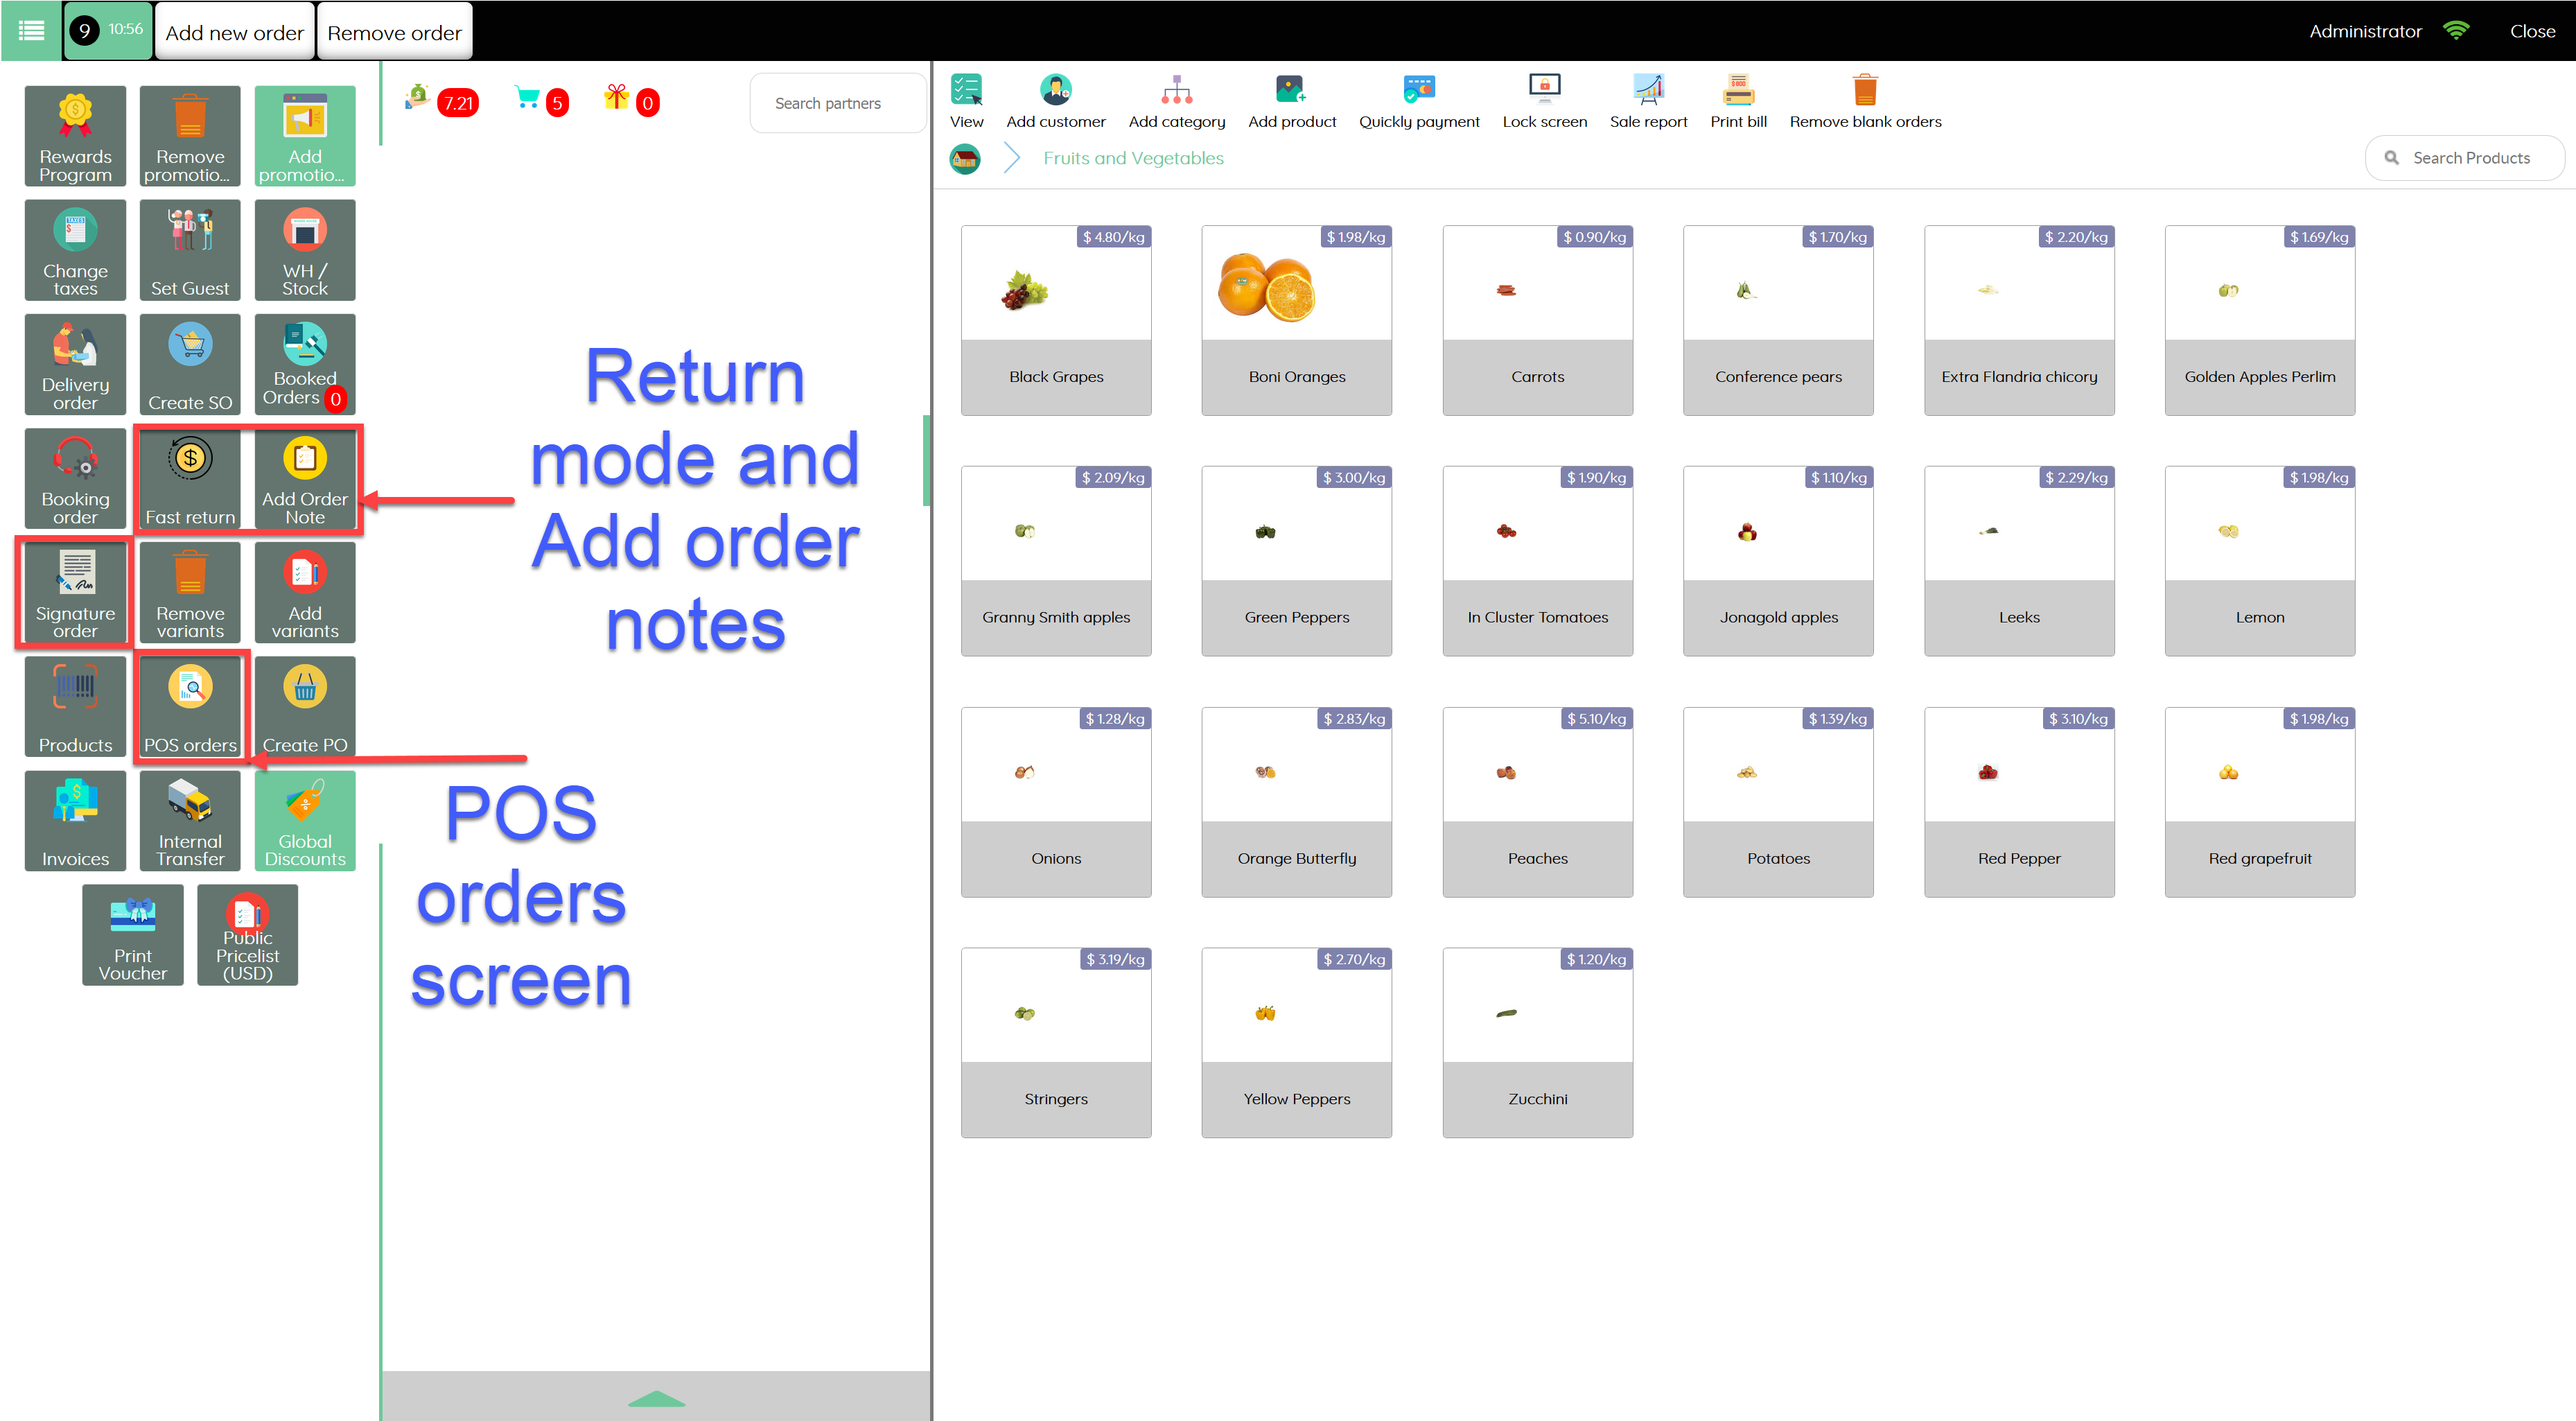 9 10:56 Add new order Remove order Administrator Close
Rewards
Program
Remove
promotio...
Add
promotio...
Change
taxes
Set Guest
WH /
Stock
Delivery
order
Create SO
Booked
Orders 0
Booking
order
Fast return
Add Order
Note
Signature
order
Remove
variants
Add
variants
Products
POS orders
Create PO
Invoices
Internal
Transfer
Global
Discounts
Print
Voucher
Public
Pricelist
(USD)
7.21 5 0 Search partners
Return
mode and
Add order
notes
POS
orders
screen
View Add customer Add category Add product Quickly payment Lock screen Sale report Print bill Remove blank orders
Fruits and Vegetables Search Products
$ 4.80/kg
Black Grapes
$ 1.98/kg
Boni Oranges
$ 0.90/kg
Carrots
$ 1.70/kg
Conference pears
$ 2.20/kg
Extra Flandria chicory
$ 1.69/kg
Golden Apples Perlim
$ 2.09/kg
Granny Smith apples
$ 3.00/kg
Green Peppers
$ 1.90/kg
In Cluster Tomatoes
$ 1.10/kg
Jonagold apples
$ 2.29/kg
Leeks
$ 1.98/kg
Lemon
$ 1.28/kg
Onions
$ 2.83/kg
Orange Butterfly
$ 5.10/kg
Peaches
$ 1.39/kg
Potatoes
$ 3.10/kg
Red Pepper
$ 1.98/kg
Red grapefruit
$ 3.19/kg
Stringers
$ 2.70/kg
Yellow Peppers
$ 1.20/kg
Zucchini